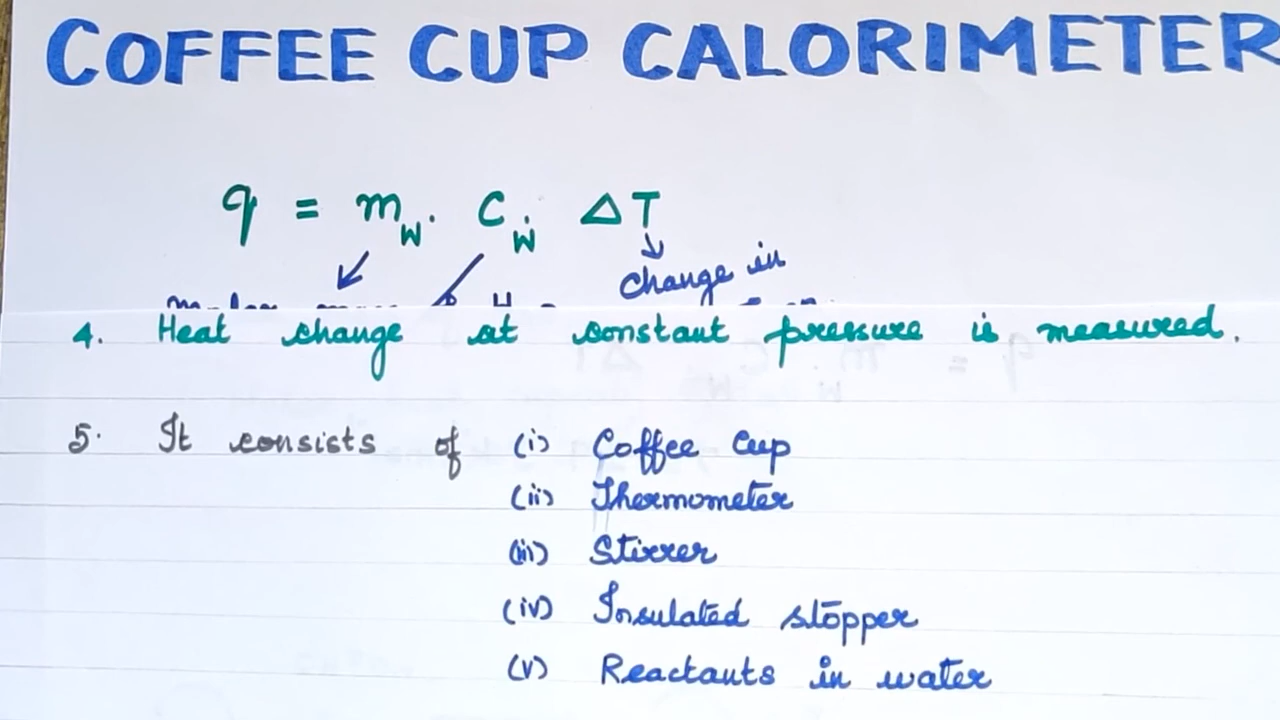 COFFEE CUP CALORIMETER
q = m_w . C_w . ΔT
change in
4. Heat change at constant pressure is measured.
5. It consists of (i) Coffee cup
(ii) Thermometer
(iii) Stirrer
(iv) Insulated stopper
(v) Reactants in water